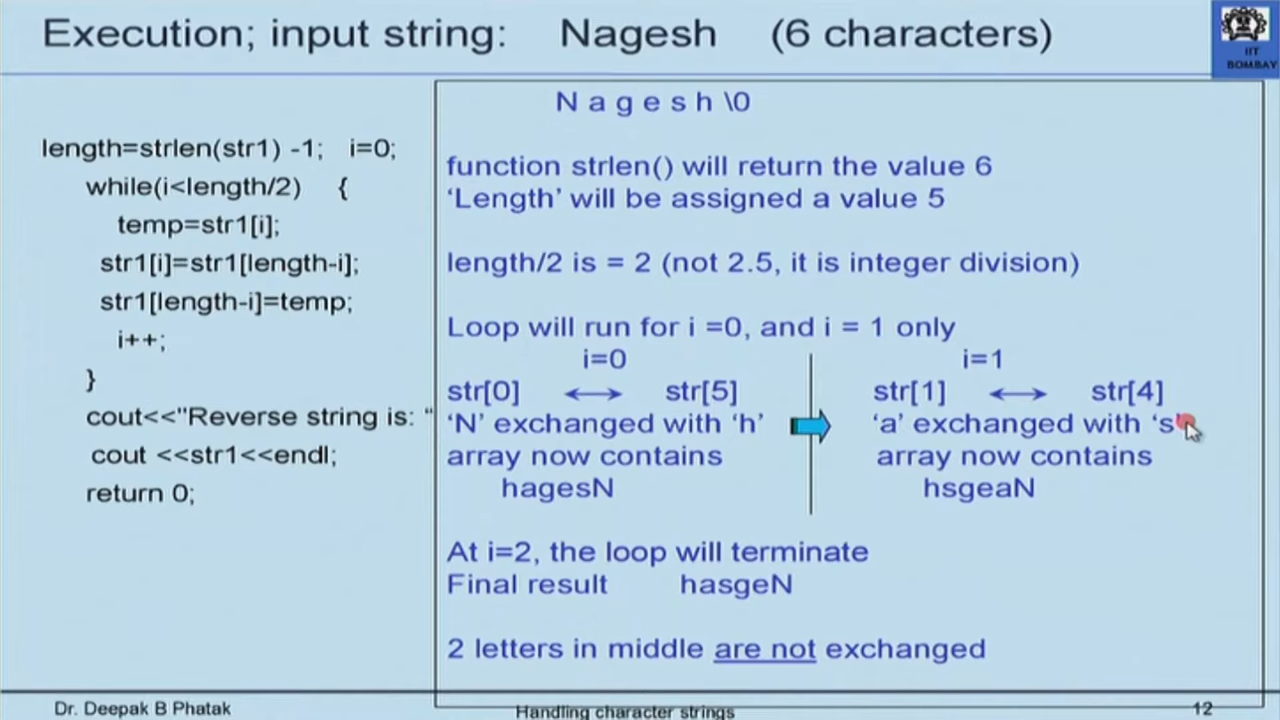 Execution; input string: Nagesh (6 characters)
IIT
BOMBAY
length=strlen(str1) -1; i=0;
while(i<length/2) {
temp=str1[i];
str1[i]=str1[length-i];
str1[length-i]=temp;
i++;
}
cout<<"Reverse string is: “
cout <<str1<<endl;
return 0;
N a g e s h \0
function strlen() will return the value 6
‘Length’ will be assigned a value 5
length/2 is = 2 (not 2.5, it is integer division)
Loop will run for i =0, and i = 1 only
i=0
str[0] ↔ str[5]
‘N’ exchanged with ‘h’
array now contains
hagesN
i=1
str[1] ↔ str[4]
‘a’ exchanged with ‘s’
array now contains
hsgeaN
At i=2, the loop will terminate
Final result hasgeN
2 letters in middle are not exchanged
Dr. Deepak B Phatak
Handling character strings
12